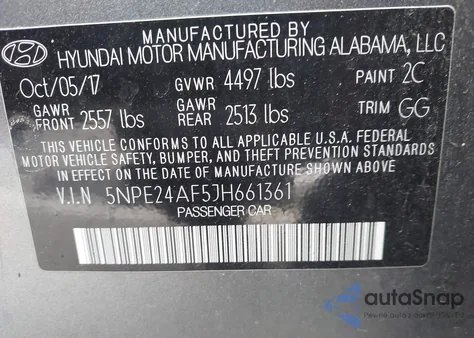 MANUFACTURED BY
HYUNDAI MOTOR MANUFACTURING ALABAMA, LLC
Oct/05/17 GVWR 4497 lbs PAINT 2C
GAWR FRONT 2557 lbs GAWR REAR 2513 lbs TRIM GG
THIS VEHICLE CONFORMS TO ALL APPLICABLE U.S. FEDERAL
MOTOR VEHICLE SAFETY, BUMPER, AND THEFT PREVENTION
STANDARDS IN EFFECT ON THE DATE OF MANUFACTURE
SHOWN ABOVE.
V.I.N 5NPE24AF5JH661361
PASSENGER CAR
autoSnap
Pewne auta z